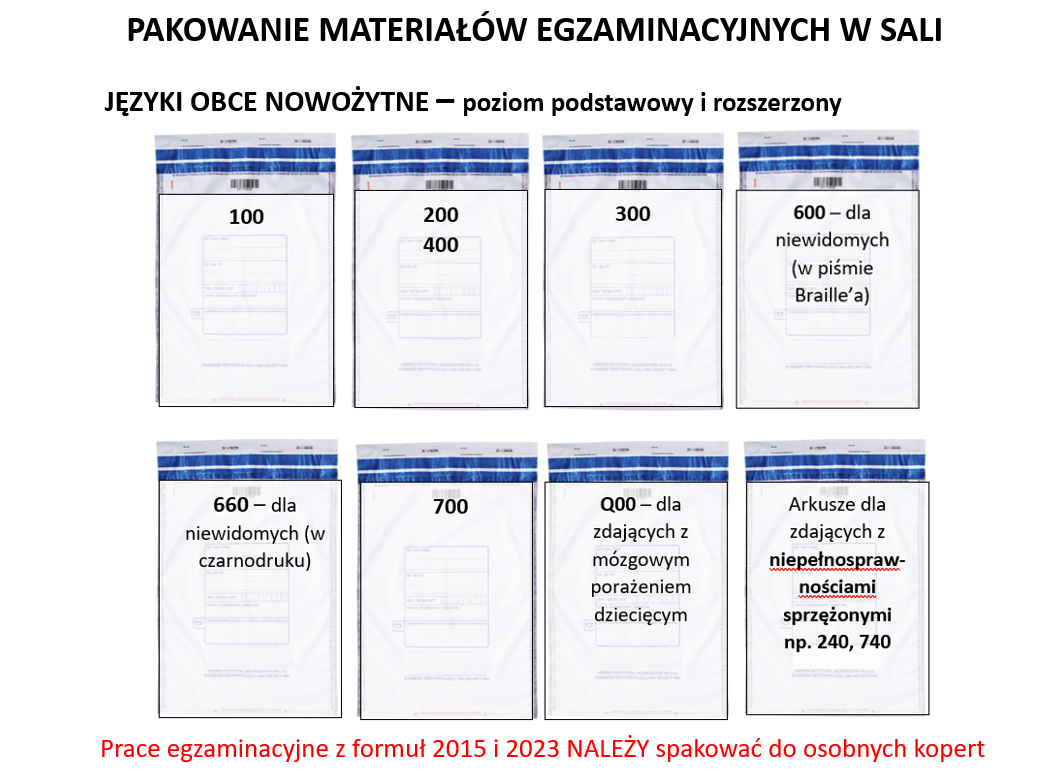 PAKOWANIE MATERIAŁÓW EGZAMINACYJNYCH W SALI
JĘZYKI OBCE NOWOŻYTNE – poziom podstawowy i rozszerzony
100
200
400
300
600 – dla
niewidomych
(w piśmie
Braille’a)
660 – dla
niewidomych (w
czarnodruku)
700
Q00 – dla
zdających z
mózgowym
porażeniem
dziecięcym
Arkusze dla
zdających z
niepełnospraw-
nościami
sprzężonymi
np. 240, 740
Prace egzaminacyjne z formuł 2015 i 2023 NALEŻY spakować do osobnych kopert